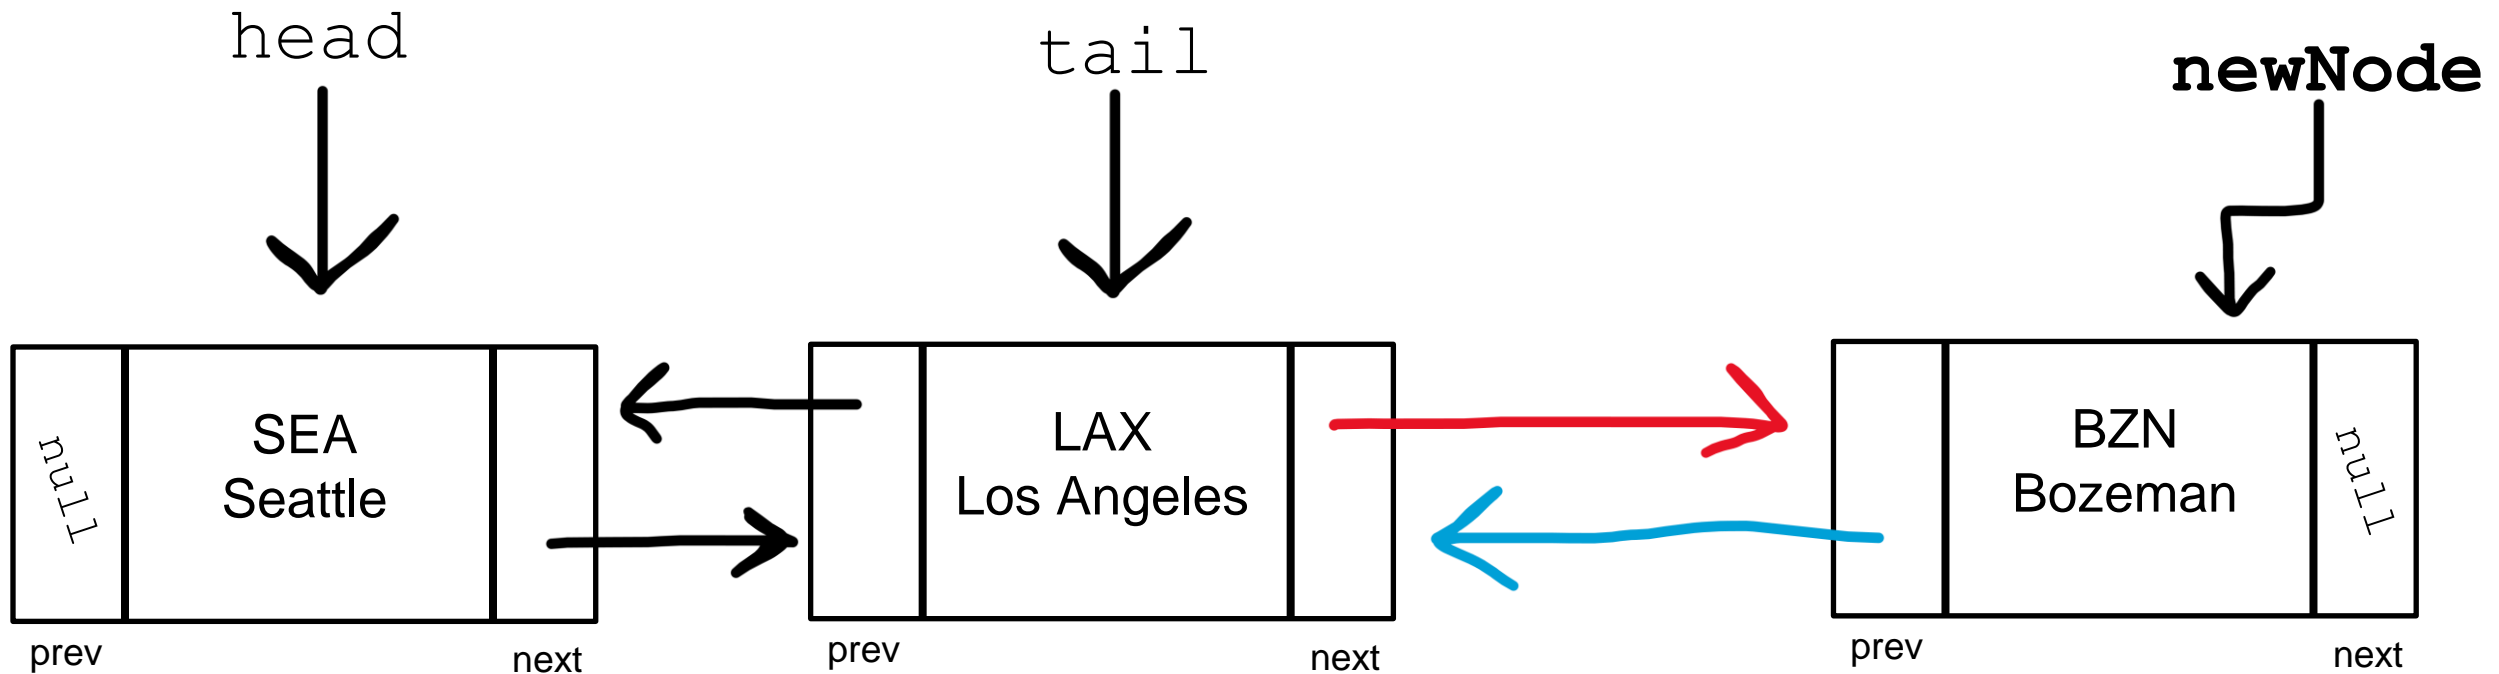 head
tail
newNode
null
SEA
Seattle
LAX
Los Angeles
BZN
Bozeman
null
prev
next
prev
next
prev
next